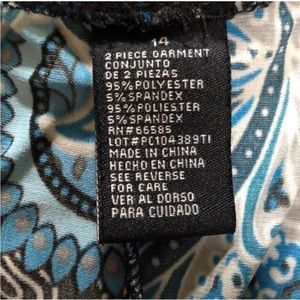 14
2 PIECE GARMENT
CONJUNTO
DE 2 PIEZAS
95% POLYESTER
5% SPANDEX
95% POLIESTER
5% SPANDEX
RN#66585
LOT#PC104389TI
MADE IN CHINA
HECHO EN CHINA
SEE REVERSE
FOR CARE
VER AL DORSO
PARA CUIDADO